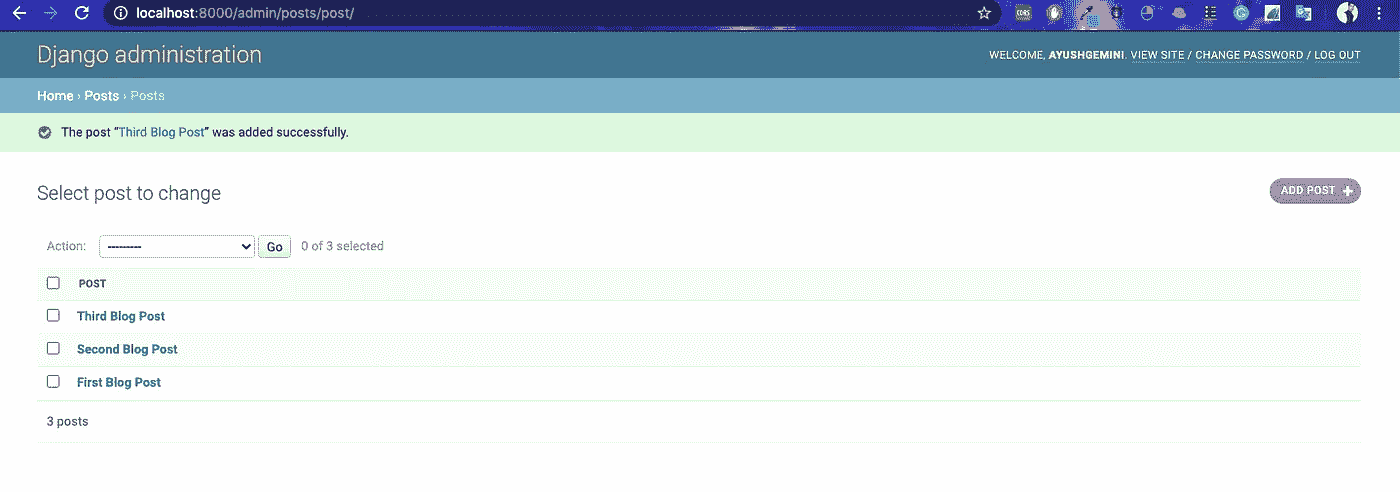 localhost:8000/admin/posts/post/
CORS
Django administration
WELCOME, AYUSHGEMINI. VIEW SITE / CHANGE PASSWORD / LOG OUT
Home › Posts › Posts
The post “Third Blog Post” was added successfully.
Select post to change
ADD POST +
Action: --------- Go 0 of 3 selected
POST
Third Blog Post
Second Blog Post
First Blog Post
3 posts